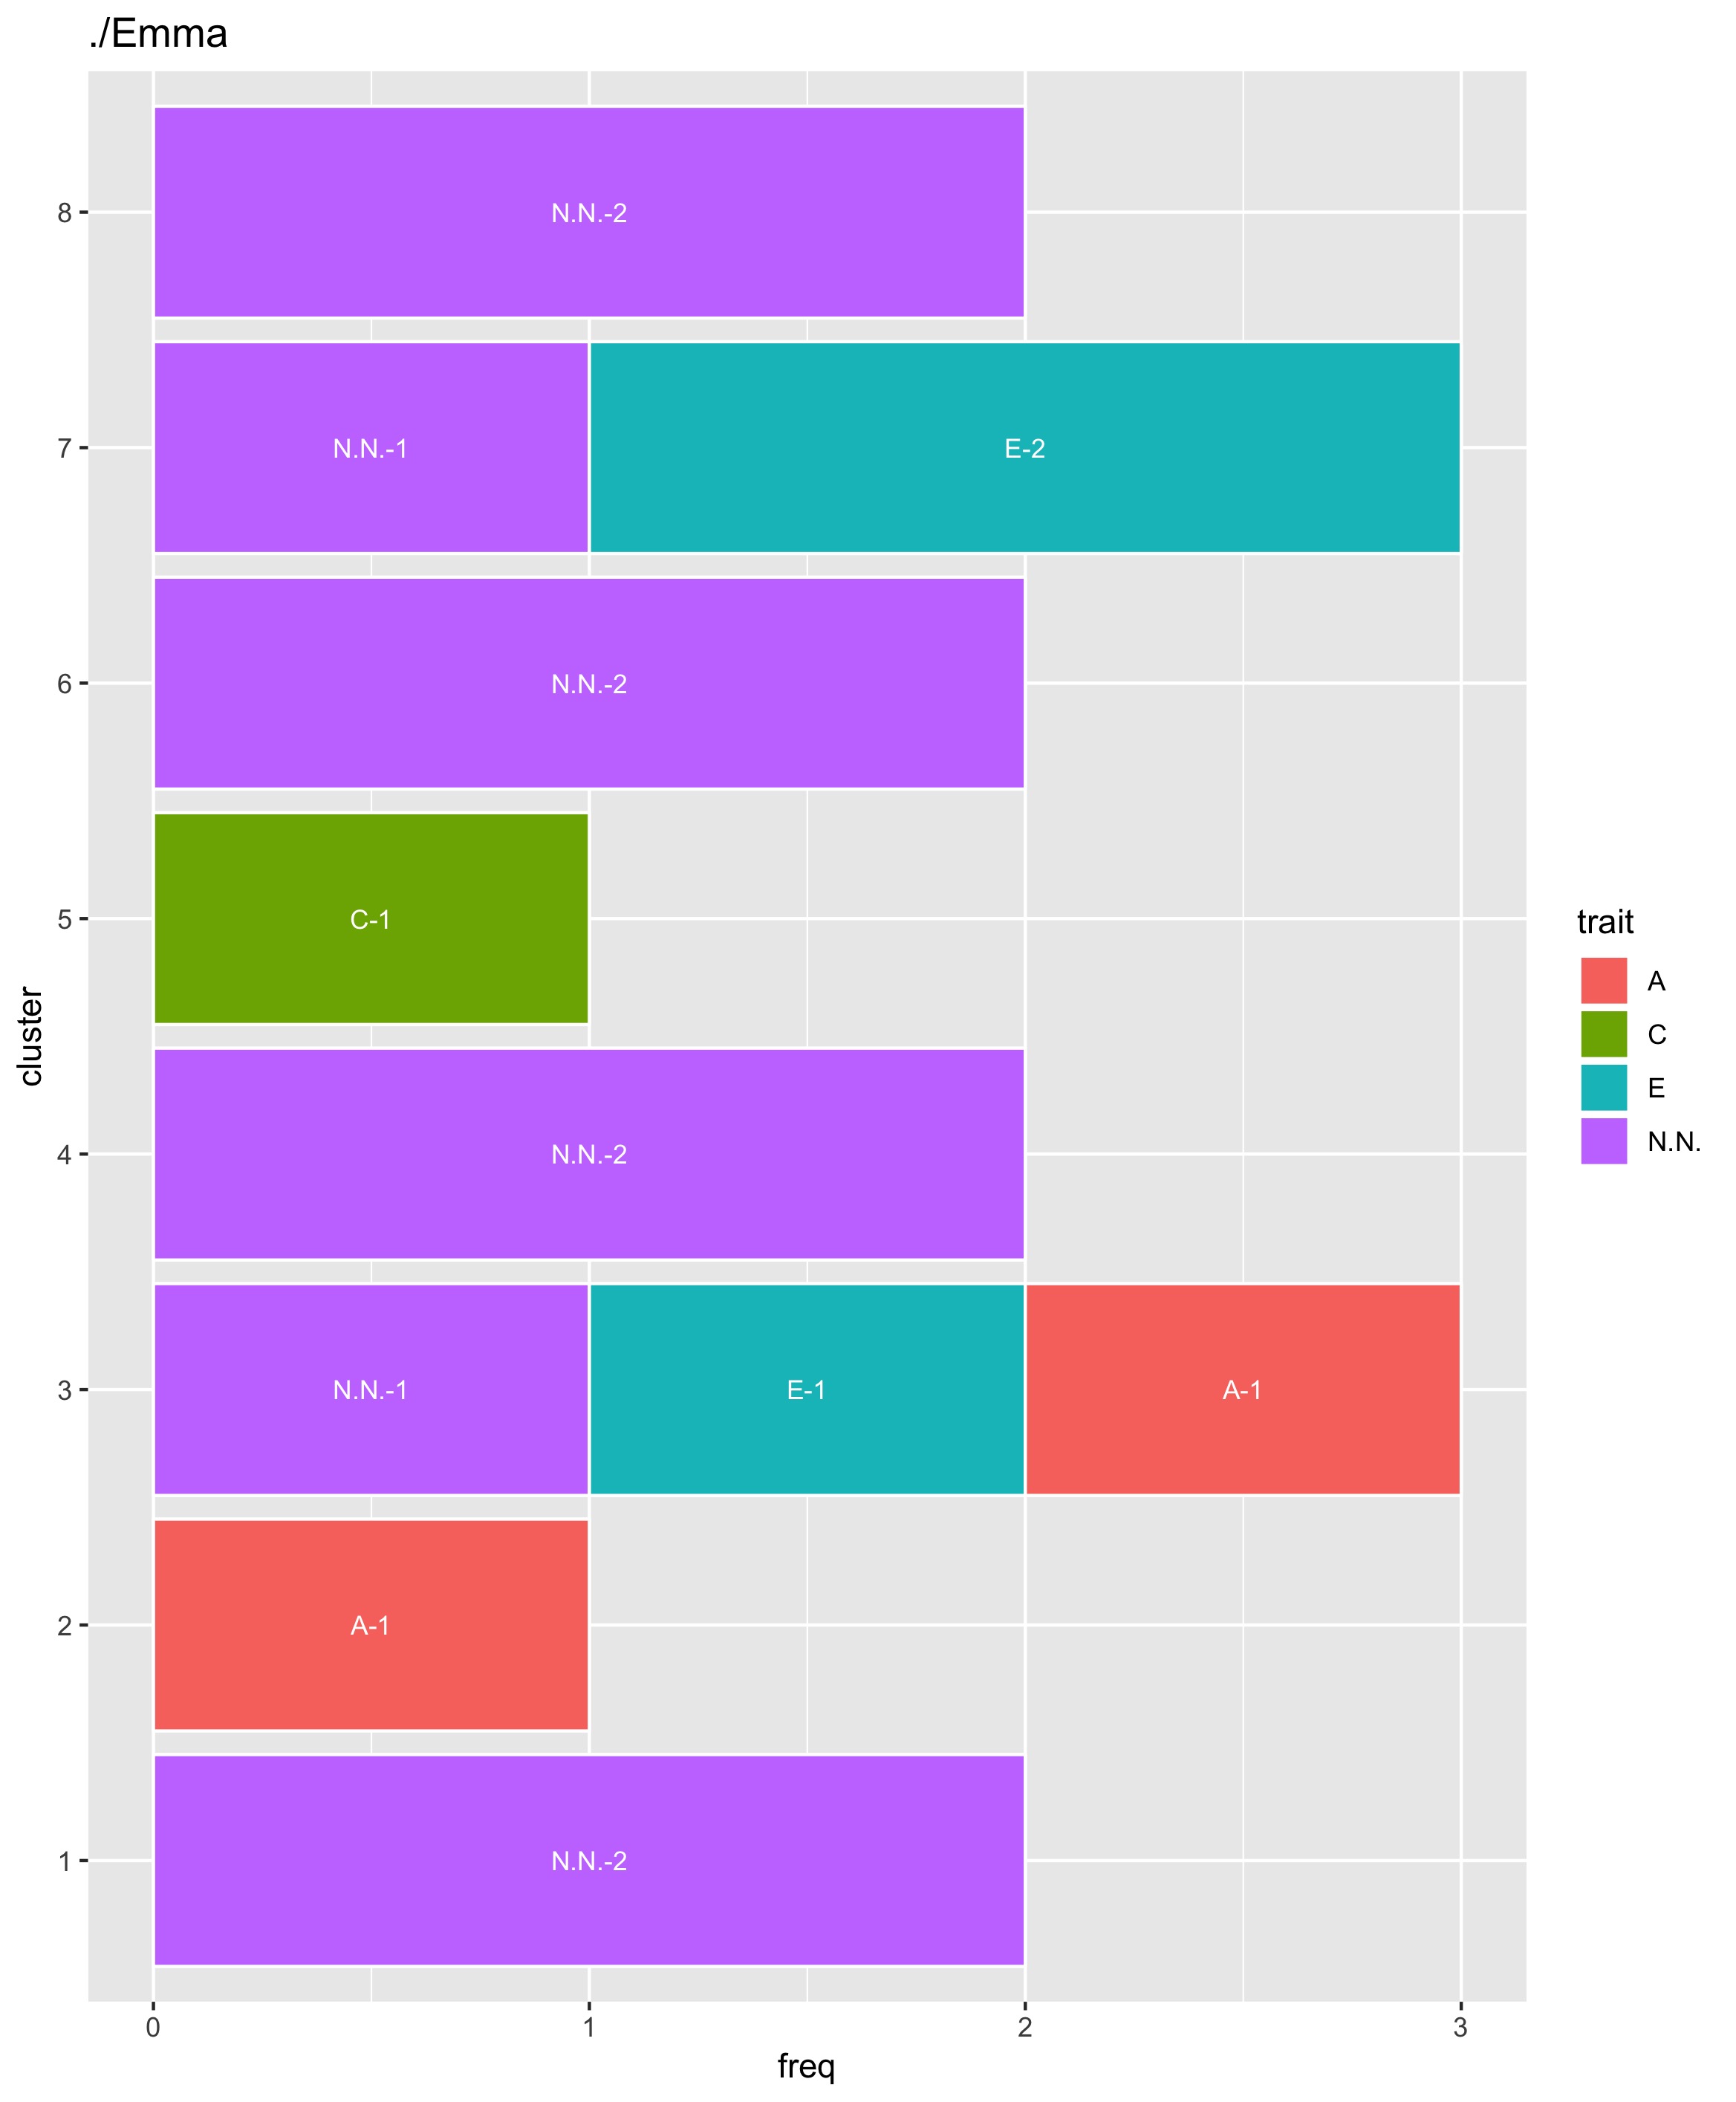 ./Emma
8
N.N.-2
7
N.N.-1
E-2
6
N.N.-2
5
C-1
4
N.N.-2
3
N.N.-1
E-1
A-1
2
A-1
1
N.N.-2
0
1
2
3
freq
cluster
trait
A
C
E
N.N.